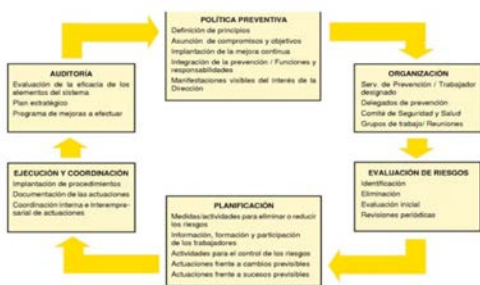 POLÍTICA PREVENTIVA
Definición de principios
Asunción de compromisos y objetivos
Implantación de la mejora continua
Integración de la prevención / Funciones y
responsabilidades
Manifestaciones visibles del interés de la
Dirección
ORGANIZACIÓN
Serv. de Prevención / Trabajador
designado
Delegados de prevención
Comité de Seguridad y Salud
Grupos de trabajo/ Reuniones
EVALUACIÓN DE RIESGOS
Identificación
Eliminación
Evaluación inicial
Revisiones periódicas
PLANIFICACIÓN
Medidas/actividades para eliminar o reducir
los riesgos
Información, formación y participación
de los trabajadores
Actividades para el control de los riesgos
Actuaciones frente a cambios previsibles
Actuaciones frente a sucesos previsibles
EJECUCIÓN Y COORDINACIÓN
Implantación de procedimientos
Documentación de las actuaciones
Coordinación interna e Interempre-
sarial de actuaciones
AUDITORÍA
Evaluación de la eficacia de los
elementos del sistema
Plan estratégico
Programa de mejoras a efectuar